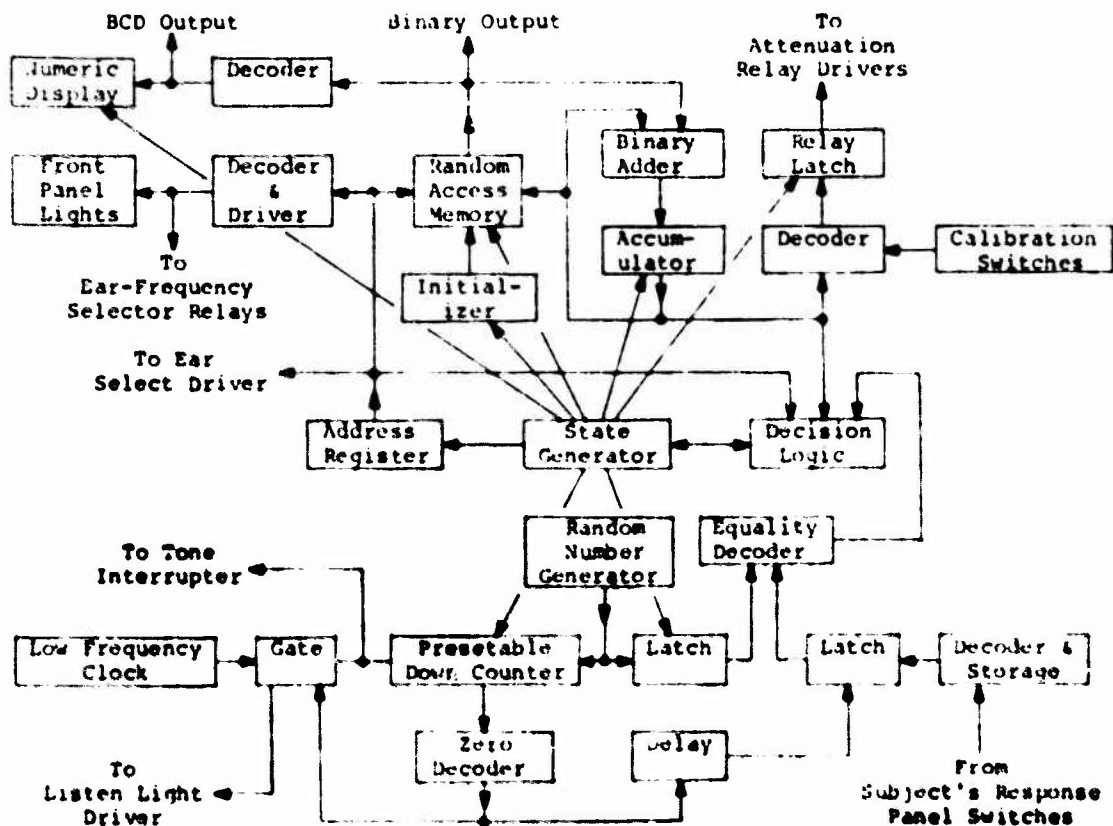 BCD Output
Binary Output
To
Attenuation
Relay Drivers
Numeric
Display
Decoder
Binary
Adder
Relay
Latch
Front
Panel
Lights
Decoder
&
Driver
Random
Access
Memory
Accum-
ulator
Decoder
Calibration
Switches
To
Ear-Frequency
Selector Relays
Initial-
izer
To Ear
Select Driver
Address
Register
State
Generator
Decision
Logic
Random
Number
Generator
Equality
Decoder
To Tone
Interrupter
Low Frequency
Clock
Gate
Presetable
Down Counter
Latch
Latch
Decoder &
Storage
Zero
Decoder
Delay
To
Listen Light
Driver
From
Subject's Response
Panel Switches